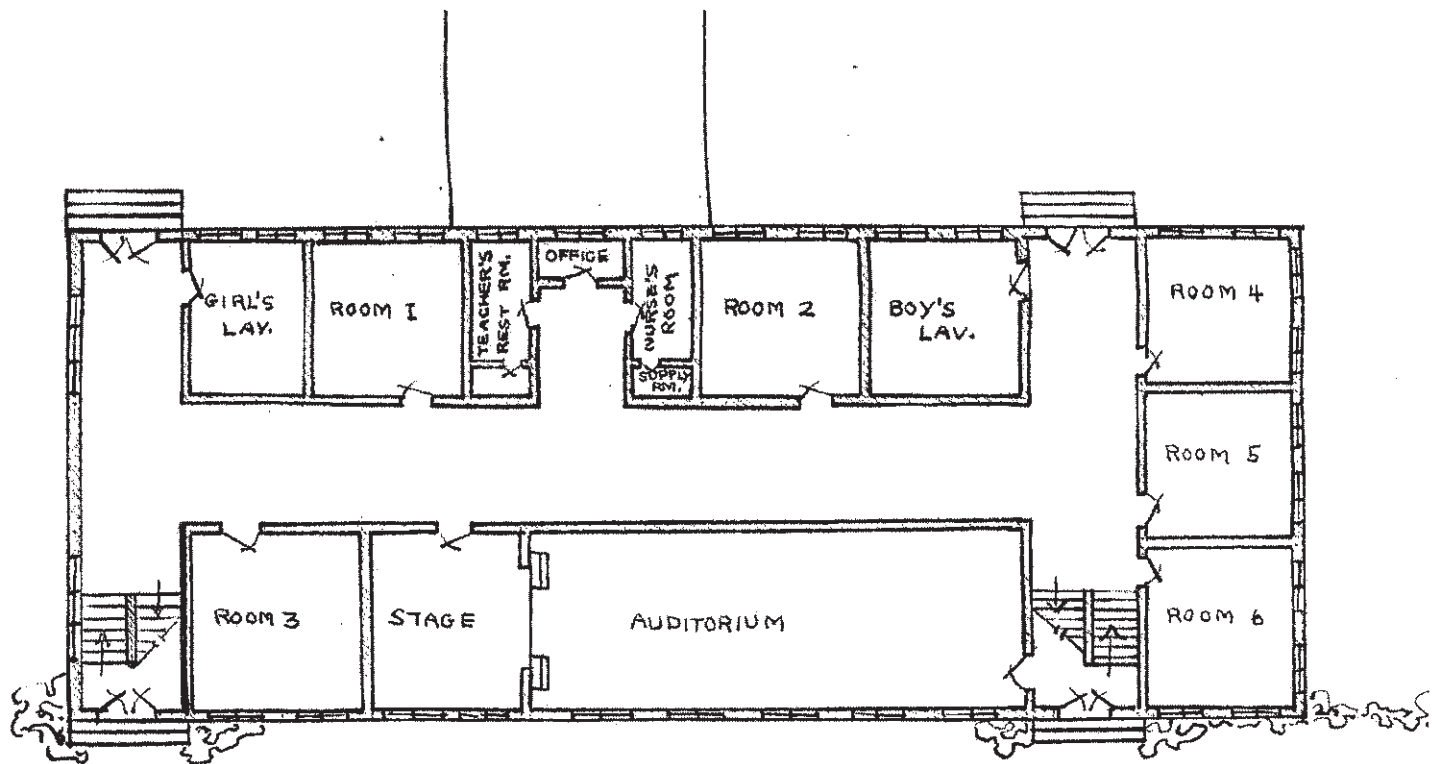 OFFICE
TEACHER'S
REST RM.
NURSE'S
ROOM
GIRL'S
LAV.
ROOM 1
ROOM 2
BOY'S
LAV.
ROOM 4
SUPPLY
RM.
ROOM 5
ROOM 3
STAGE
AUDITORIUM
ROOM 6